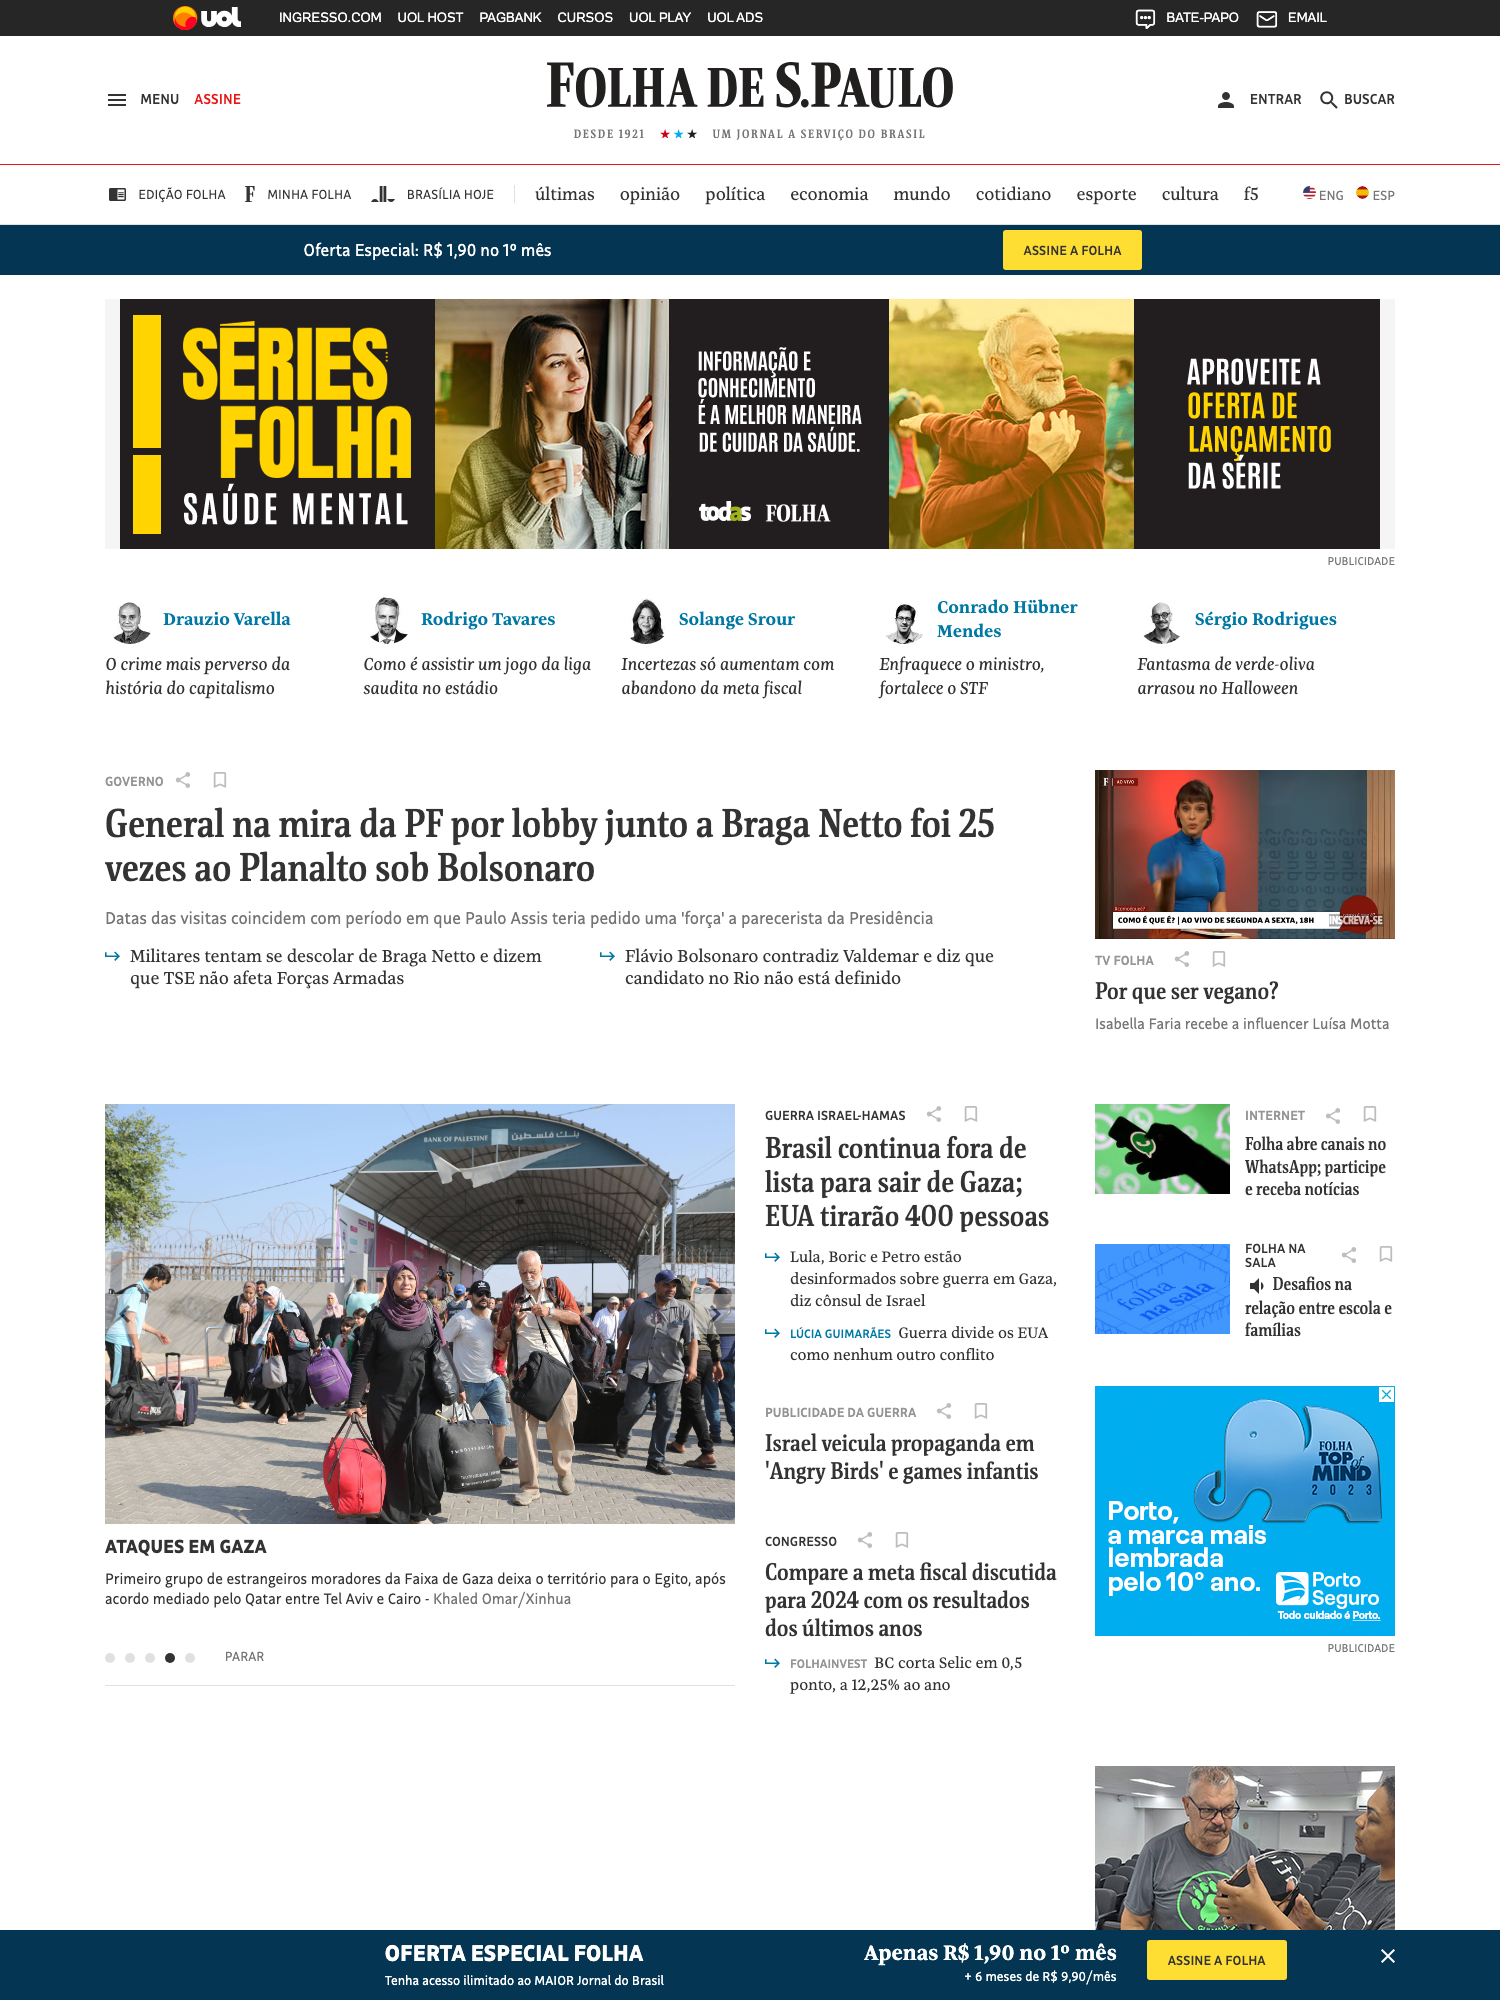 uol
INGRESSO.COM UOL HOST PAGBANK CURSOS UOL PLAY UOL ADS
BATE-PAPO EMAIL
MENU ASSINE
FOLHA DE S.PAULO
ENTRAR BUSCAR
DESDE 1921 ★★★ UM JORNAL A SERVIÇO DO BRASIL
EDIÇÃO FOLHA F MINHA FOLHA BRASÍLIA HOJE
últimas opinião política economia mundo cotidiano esporte cultura f5
ENG ESP
Oferta Especial: R$ 1,90 no 1º mês
ASSINE A FOLHA
SÉRIES
FOLHA
SAÚDE MENTAL
INFORMAÇÃO E
CONHECIMENTO
É A MELHOR MANEIRA
DE CUIDAR DA SAÚDE.
todas FOLHA
APROVEITE A
OFERTA DE
LANÇAMENTO
DA SÉRIE
PUBLICIDADE
Drauzio Varella
O crime mais perverso da
história do capitalismo
Rodrigo Tavares
Como é assistir um jogo da liga
saudita no estádio
Solange Srour
Incertezas só aumentam com
abandono da meta fiscal
Conrado Hübner
Mendes
Enfraquece o ministro,
fortalece o STF
Sérgio Rodrigues
Fantasma de verde-oliva
arrasou no Halloween
GOVERNO
General na mira da PF por lobby junto a Braga Netto foi 25
vezes ao Planalto sob Bolsonaro
Datas das visitas coincidem com período em que Paulo Assis teria pedido uma 'força' a parecerista da Presidência
Militares tentam se descolar de Braga Netto e dizem
que TSE não afeta Forças Armadas
Flávio Bolsonaro contradiz Valdemar e diz que
candidato no Rio não está definido
F AO VIVO
COMO É QUE É? | AO VIVO DE SEGUNDA A SEXTA, 18H
INSCREVA-SE
TV FOLHA
Por que ser vegano?
Isabella Faria recebe a influencer Luísa Motta
BANK OF PALESTINE بنك فلسطين
ATAQUES EM GAZA
Primeiro grupo de estrangeiros moradores da Faixa de Gaza deixa o território para o Egito, após
acordo mediado pelo Qatar entre Tel Aviv e Cairo - Khaled Omar/Xinhua
PARAR
GUERRA ISRAEL-HAMAS
Brasil continua fora de
lista para sair de Gaza;
EUA tirarão 400 pessoas
Lula, Boric e Petro estão
desinformados sobre guerra em Gaza,
diz cônsul de Israel
LÚCIA GUIMARÃES Guerra divide os EUA
como nenhum outro conflito
PUBLICIDADE DA GUERRA
Israel veicula propaganda em
'Angry Birds' e games infantis
CONGRESSO
Compare a meta fiscal discutida
para 2024 com os resultados
dos últimos anos
FOLHAINVEST BC corta Selic em 0,5
ponto, a 12,25% ao ano
INTERNET
Folha abre canais no
WhatsApp; participe
e receba notícias
folha
na sala
FOLHA NA
SALA
Desafios na
relação entre escola e
famílias
FOLHA
TOP of
MIND
2023
Porto,
a marca mais
lembrada
pelo 10º ano.
Porto
Seguro
Todo cuidado é Porto.
PUBLICIDADE
OFERTA ESPECIAL FOLHA
Tenha acesso ilimitado ao MAIOR Jornal do Brasil
Apenas R$ 1,90 no 1º mês
+ 6 meses de R$ 9,90/mês
ASSINE A FOLHA